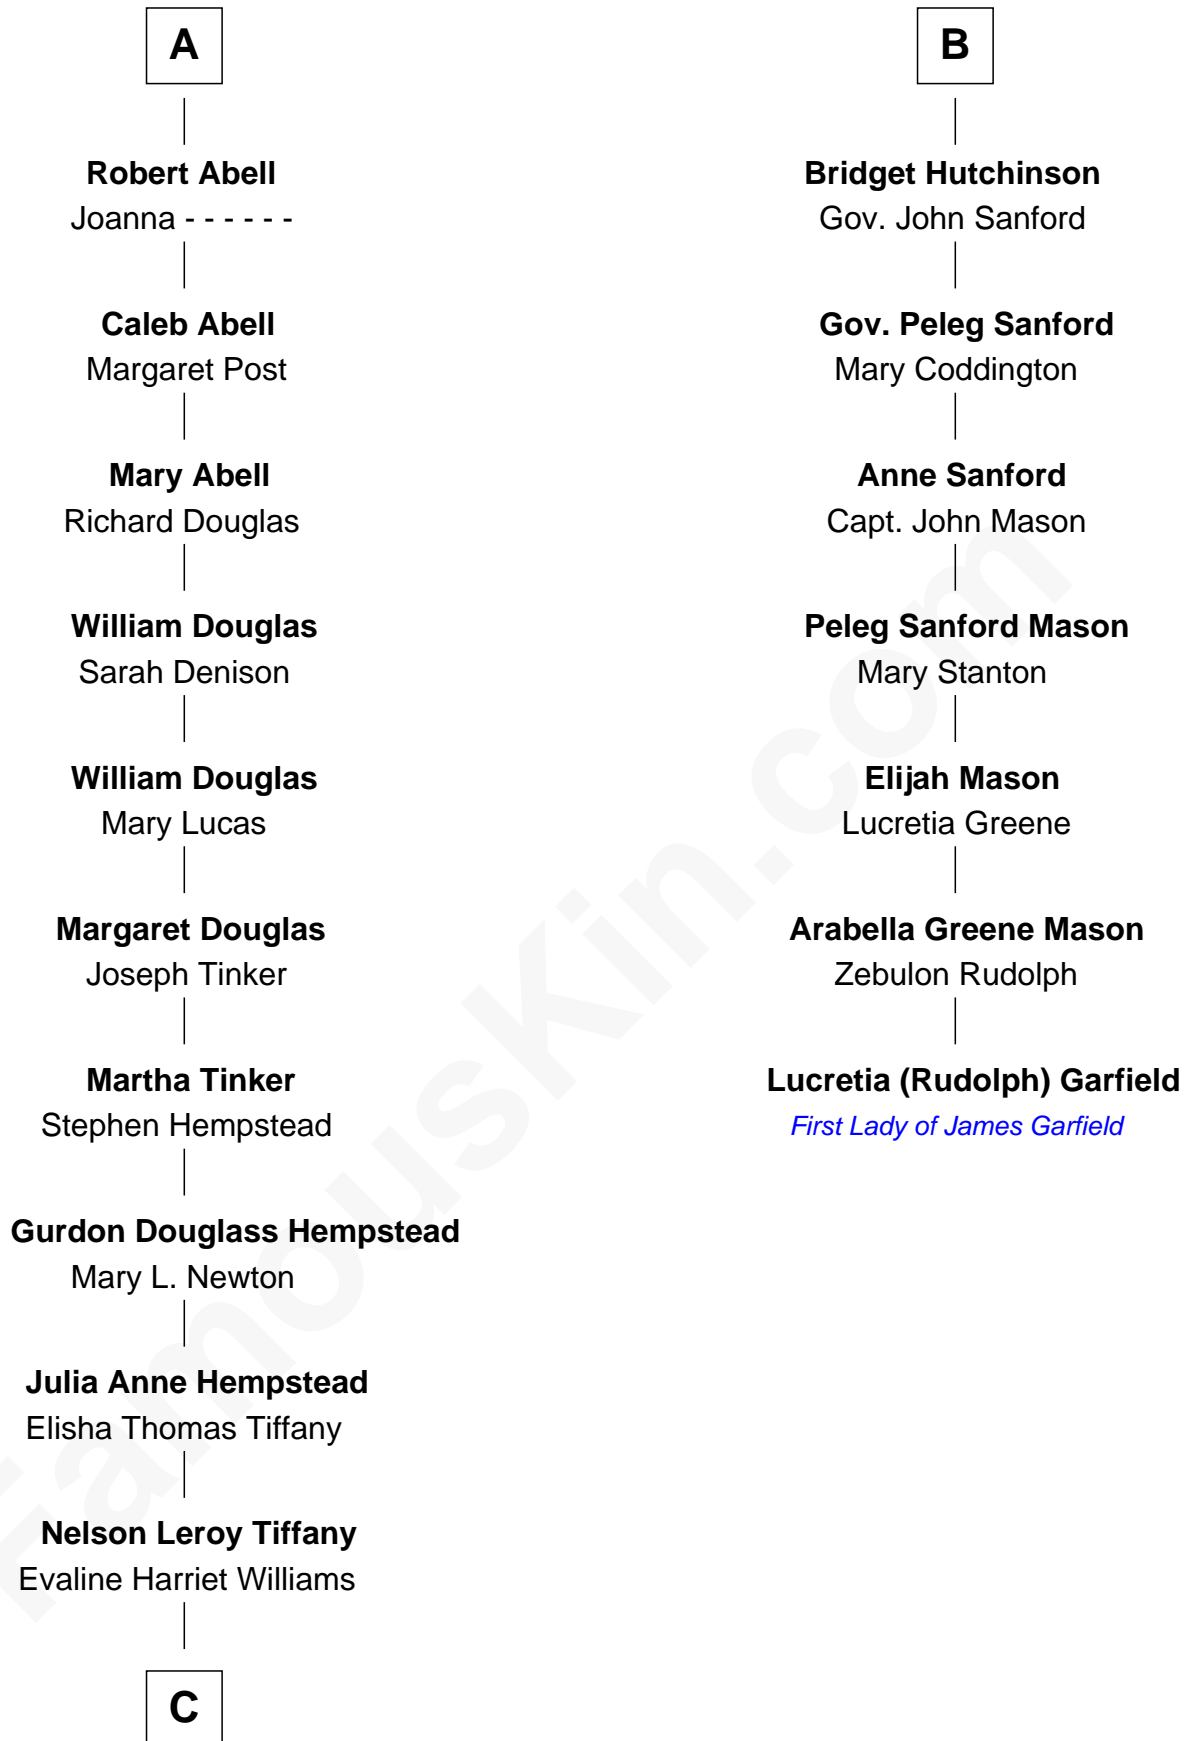 A
Robert Abell
Joanna - - - - - -
Caleb Abell
Margaret Post
Mary Abell
Richard Douglas
William Douglas
Sarah Denison
William Douglas
Mary Lucas
Margaret Douglas
Joseph Tinker
Martha Tinker
Stephen Hempstead
Gurdon Douglass Hempstead
Mary L. Newton
Julia Anne Hempstead
Elisha Thomas Tiffany
Nelson Leroy Tiffany
Evaline Harriet Williams
C
B
Bridget Hutchinson
Gov. John Sanford
Gov. Peleg Sanford
Mary Coddington
Anne Sanford
Capt. John Mason
Peleg Sanford Mason
Mary Stanton
Elijah Mason
Lucretia Greene
Arabella Greene Mason
Zebulon Rudolph
Lucretia (Rudolph) Garfield
First Lady of James Garfield
FamousKin.com